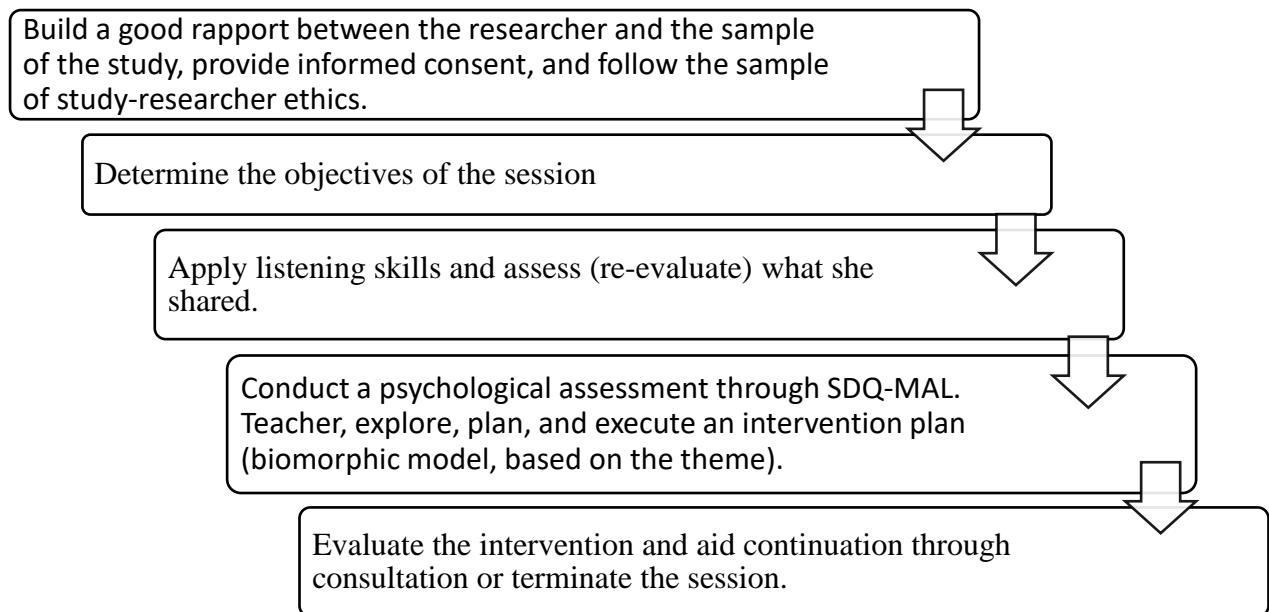 Build a good rapport between the researcher and the sample
of the study, provide informed consent, and follow the sample
of study-researcher ethics.
Determine the objectives of the session
Apply listening skills and assess (re-evaluate) what she
shared.
Conduct a psychological assessment through SDQ-MAL.
Teacher, explore, plan, and execute an intervention plan
(biomorphic model, based on the theme).
Evaluate the intervention and aid continuation through
consultation or terminate the session.